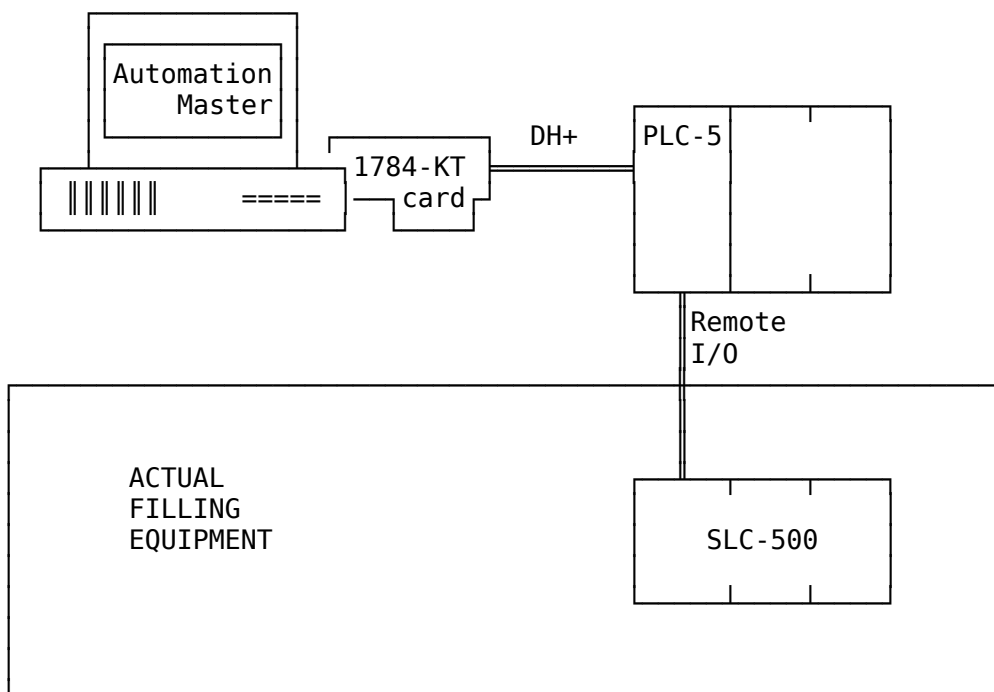 Automation
Master
1784-KT
card
DH+
PLC-5
Remote
I/O
ACTUAL
FILLING
EQUIPMENT
SLC-500